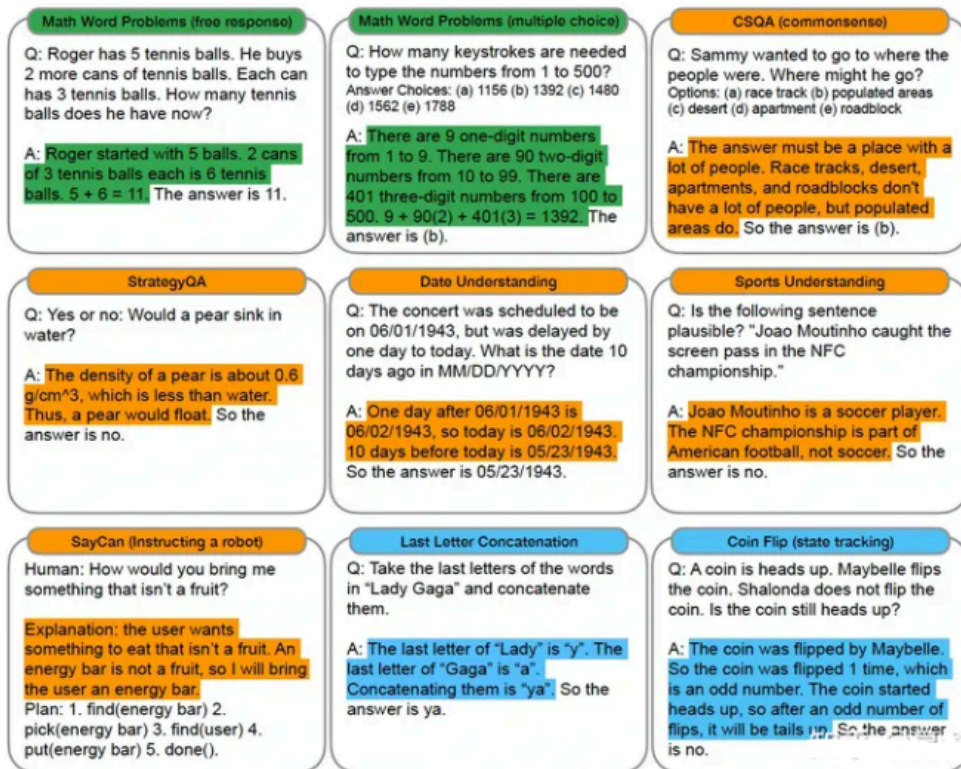 Math Word Problems (free response)
Q: Roger has 5 tennis balls. He buys
2 more cans of tennis balls. Each can
has 3 tennis balls. How many tennis
balls does he have now?
A: Roger started with 5 balls. 2 cans
of 3 tennis balls each is 6 tennis
balls. 5 + 6 = 11. The answer is 11.
Math Word Problems (multiple choice)
Q: How many keystrokes are needed
to type the numbers from 1 to 500?
Answer Choices: (a) 1156 (b) 1392 (c) 1480
(d) 1562 (e) 1788
A: There are 9 one-digit numbers
from 1 to 9. There are 90 two-digit
numbers from 10 to 99. There are
401 three-digit numbers from 100 to
500. 9 + 90(2) + 401(3) = 1392. The
answer is (b).
CSQA (commonsense)
Q: Sammy wanted to go to where the
people were. Where might he go?
Options: (a) race track (b) populated areas
(c) desert (d) apartment (e) roadblock
A: The answer must be a place with a
lot of people. Race tracks, desert,
apartments, and roadblocks don't
have a lot of people, but populated
areas do. So the answer is (b).
StrategyQA
Q: Yes or no: Would a pear sink in
water?
A: The density of a pear is about 0.6
g/cm^3, which is less than water.
Thus, a pear would float. So the
answer is no.
Date Understanding
Q: The concert was scheduled to be
on 06/01/1943, but was delayed by
one day to today. What is the date 10
days ago in MM/DD/YYYY?
A: One day after 06/01/1943 is
06/02/1943, so today is 06/02/1943.
10 days before today is 05/23/1943.
So the answer is 05/23/1943.
Sports Understanding
Q: Is the following sentence
plausible? "Joao Moutinho caught the
screen pass in the NFC
championship."
A: Joao Moutinho is a soccer player.
The NFC championship is part of
American football, not soccer. So the
answer is no.
SayCan (Instructing a robot)
Human: How would you bring me
something that isn't a fruit?
Explanation: the user wants
something to eat that isn't a fruit. An
energy bar is not a fruit, so I will bring
the user an energy bar.
Plan: 1. find(energy bar) 2.
pick(energy bar) 3. find(user) 4.
put(energy bar) 5. done().
Last Letter Concatenation
Q: Take the last letters of the words
in "Lady Gaga" and concatenate
them.
A: The last letter of "Lady" is "y". The
last letter of "Gaga" is "a".
Concatenating them is "ya". So the
answer is ya.
Coin Flip (state tracking)
Q: A coin is heads up. Maybelle flips
the coin. Shalonda does not flip the
coin. Is the coin still heads up?
A: The coin was flipped by Maybelle.
So the coin was flipped 1 time, which
is an odd number. The coin started
heads up, so after an odd number of
flips, it will be tails up. So the answer
is no.